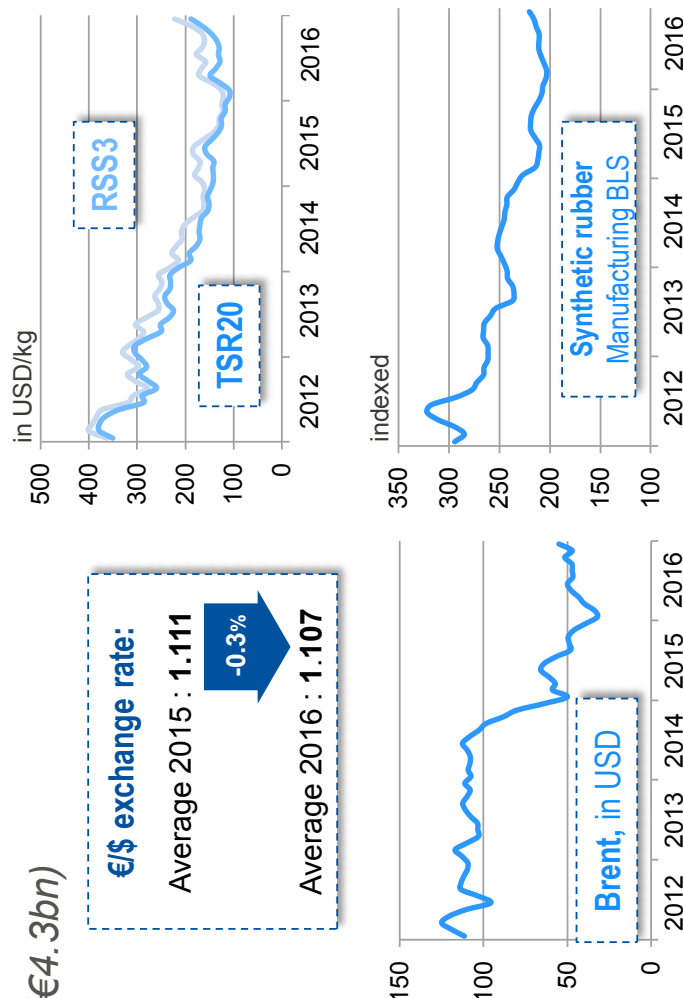 €4.3bn)
€/$ exchange rate:
Average 2015 : 1.111
-0.3%
Average 2016 : 1.107
in USD/kg
500
400
300
200
100
0
RSS3
TSR20
2012
2013
2014
2015
2016
150
100
50
0
Brent, in USD
2012
2013
2014
2015
2016
indexed
350
300
250
200
150
100
Synthetic rubber
Manufacturing BLS
2012
2013
2014
2015
2016